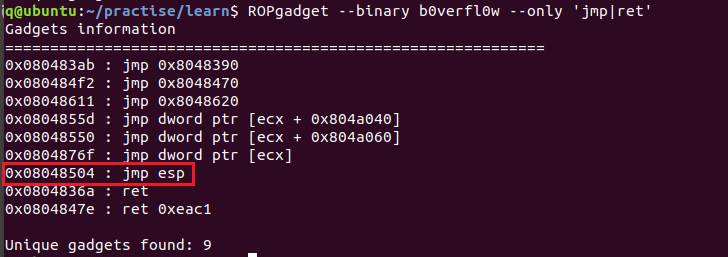 iq@ubuntu:~/practise/learn$ ROPgadget --binary b0verfl0w --only 'jmp|ret'
Gadgets information
============================================================
0x080483ab : jmp 0x8048390
0x080484f2 : jmp 0x8048470
0x08048611 : jmp 0x8048620
0x0804855d : jmp dword ptr [ecx + 0x804a040]
0x08048550 : jmp dword ptr [ecx + 0x804a060]
0x0804876f : jmp dword ptr [ecx]
0x08048504 : jmp esp
0x0804836a : ret
0x0804847e : ret 0xeac1
Unique gadgets found: 9